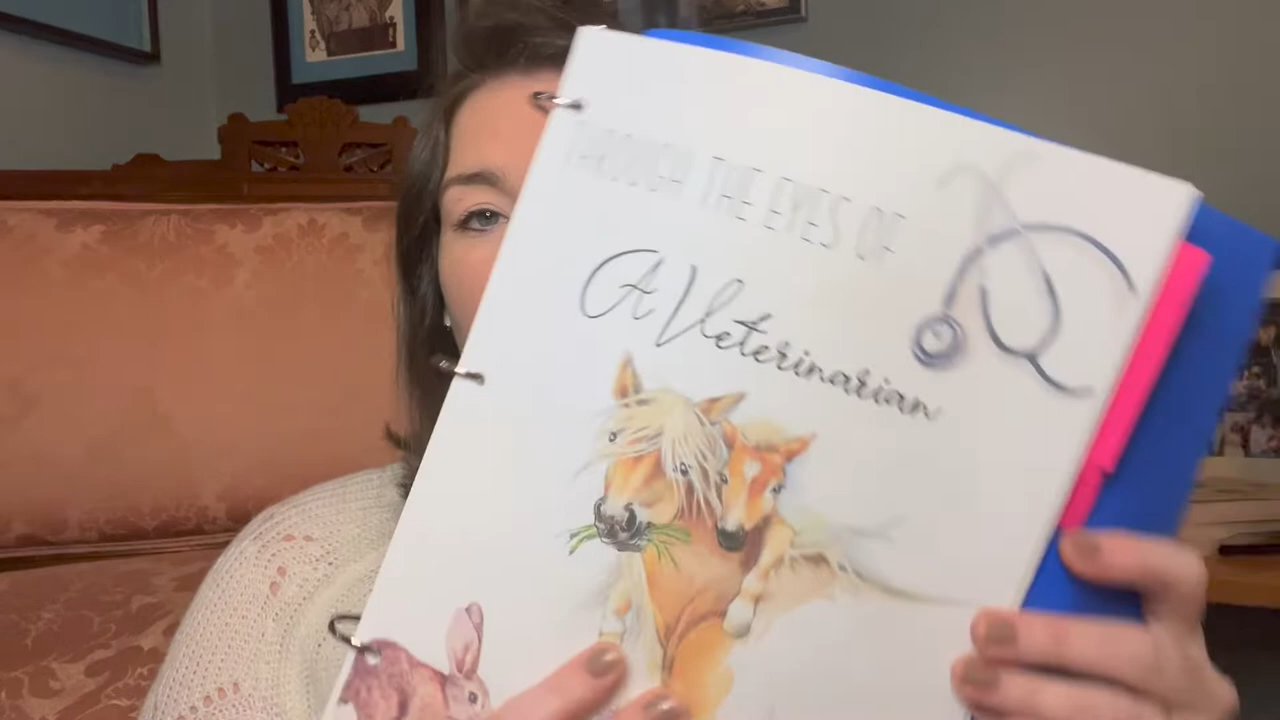 THROUGH THE EYES OF
A Veterinarian